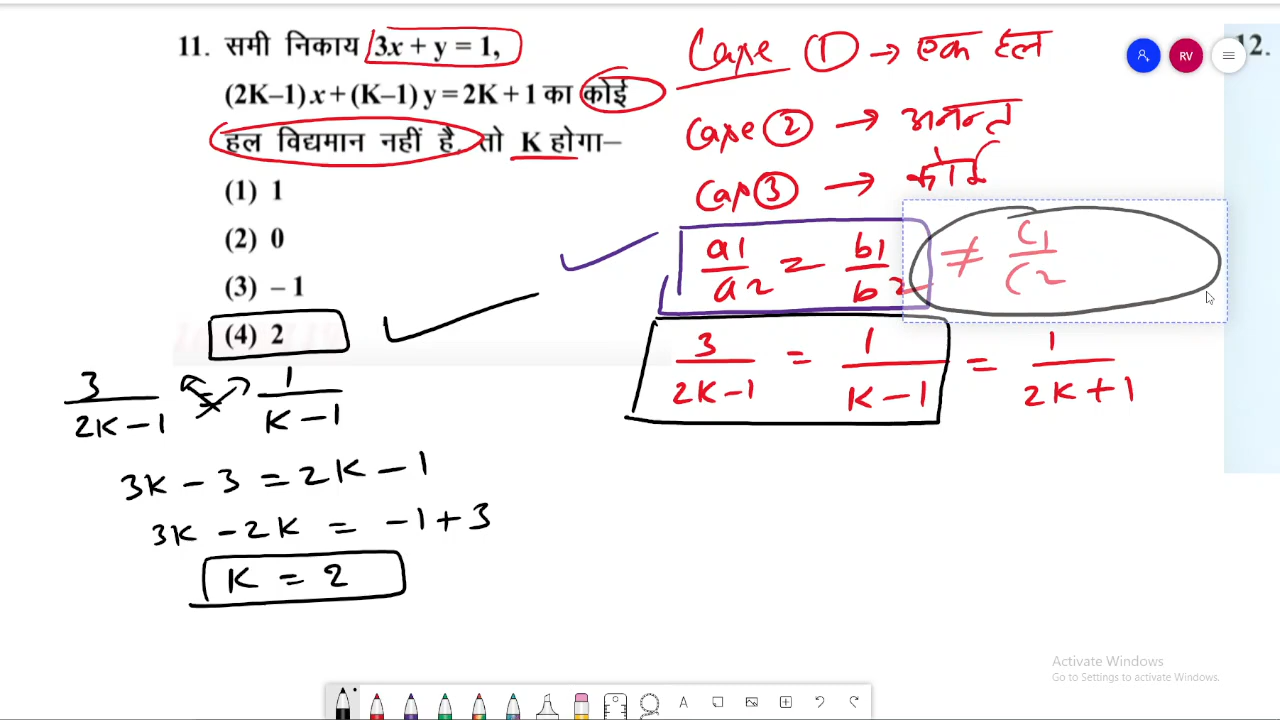 11. समी निकाय 3x + y = 1,
(2K–1) x + (K–1) y = 2K + 1 का कोई
हल विद्यमान नहीं है. तो K होगा–
(1) 1
(2) 0
(3) – 1
(4) 2
3/2K–1 = 1/K–1
3K – 3 = 2K – 1
3K – 2K = –1 + 3
K = 2
Case 1 → एक हल
Case 2 → अनन्त
Cap 3 → कोई
a1/a2 = b1/b2 ≠ C1/C2
3/2K–1 = 1/K–1 = 1/2K+1
12.
RV
Activate Windows
Go to Settings to activate Windows.
A